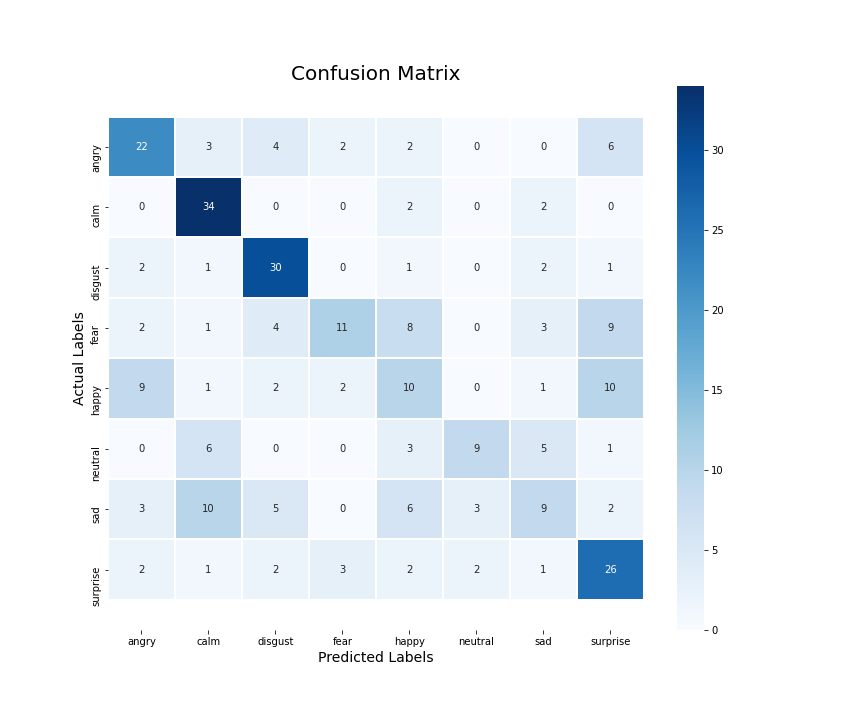 Confusion Matrix
angry 22 3 4 2 2 0 0 6
calm 0 34 0 0 2 0 2 0
disgust 2 1 30 0 1 0 2 1
fear 2 1 4 11 8 0 3 9
happy 9 1 2 2 10 0 1 10
neutral 0 6 0 0 3 9 5 1
sad 3 10 5 0 6 3 9 2
surprise 2 1 2 3 2 2 1 26
angry calm disgust fear happy neutral sad surprise
Actual Labels
Predicted Labels
30
25
20
15
10
5
0